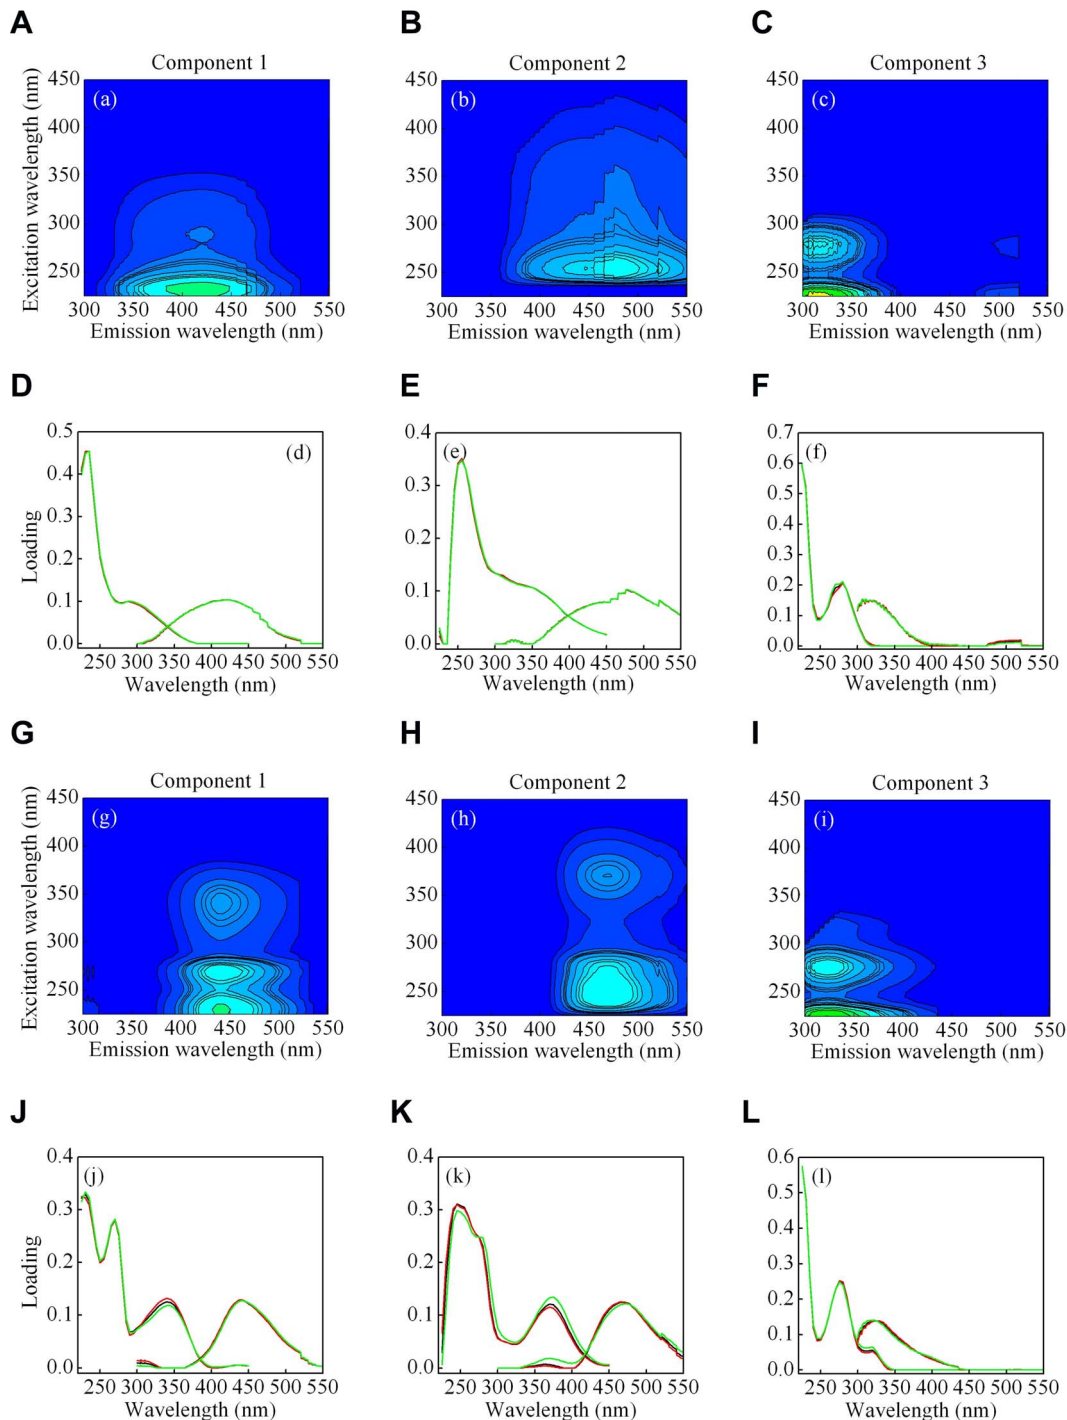 A
B
C
Component 1
Component 2
Component 3
Excitation wavelength (nm)
450
400
350
300
250
(a)
300 350 400 450 500 550
Emission wavelength (nm)
450
400
350
300
250
(b)
300 350 400 450 500 550
Emission wavelength (nm)
450
400
350
300
250
(c)
300 350 400 450 500 550
Emission wavelength (nm)
D
E
F
Loading
0.5
0.4
0.3
0.2
0.1
0.0
(d)
250 300 350 400 450 500 550
Wavelength (nm)
0.4
0.3
0.2
0.1
0.0
(e)
250 300 350 400 450 500 550
Wavelength (nm)
0.7
0.6
0.5
0.4
0.3
0.2
0.1
0.0
(f)
250 300 350 400 450 500 550
Wavelength (nm)
G
H
I
Component 1
Component 2
Component 3
Excitation wavelength (nm)
450
400
350
300
250
(g)
300 350 400 450 500 550
Emission wavelength (nm)
450
400
350
300
250
(h)
300 350 400 450 500 550
Emission wavelength (nm)
450
400
350
300
250
(i)
300 350 400 450 500 550
Emission wavelength (nm)
J
K
L
Loading
0.4
0.3
0.2
0.1
0.0
(j)
250 300 350 400 450 500 550
Wavelength (nm)
0.4
0.3
0.2
0.1
0.0
(k)
250 300 350 400 450 500 550
Wavelength (nm)
0.6
0.5
0.4
0.3
0.2
0.1
0.0
(l)
250 300 350 400 450 500 550
Wavelength (nm)